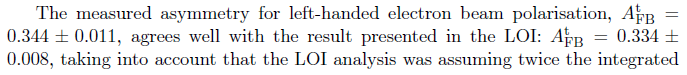 The measured asymmetry for left-handed electron beam polarisation, A^t_FB =
0.344 ± 0.011, agrees well with the result presented in the LOI: A^t_FB = 0.334 ±
0.008, taking into account that the LOI analysis was assuming twice the integrated